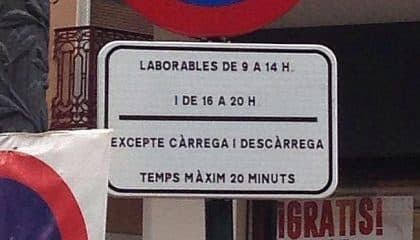 LABORABLES DE 9 A 14 H.
I DE 16 A 20 H
EXCEPTE CÀRREGA I DESCÀRREGA
TEMPS MÀXIM 20 MINUTS
¡GRATIS!